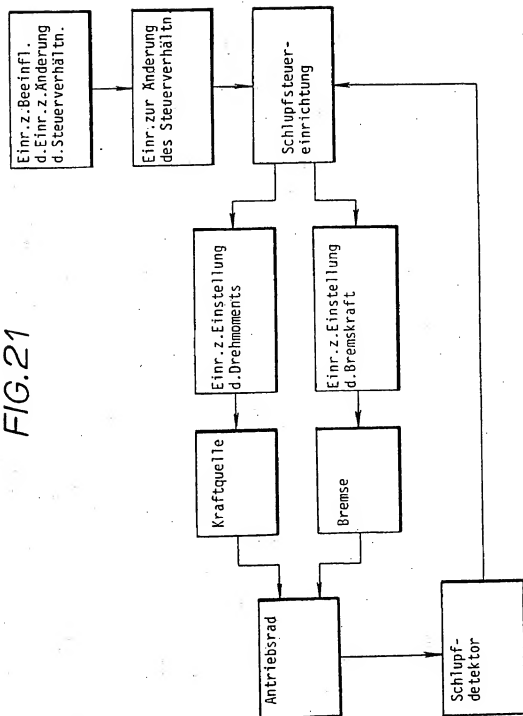 FIG.21
Einr.z.Beeinfl.
d.Einr.z.Änderung
d.Steuerverhältn.
Einr.zur Änderung
des Steuerverhältn.
Schlupfsteuer-
einrichtung
Einr.z.Einstellung
d.Drehmoments
Einr.z.Einstellung
d.Bremskraft
Kraftquelle
Bremse
Antriebsrad
Schlupf-
detektor